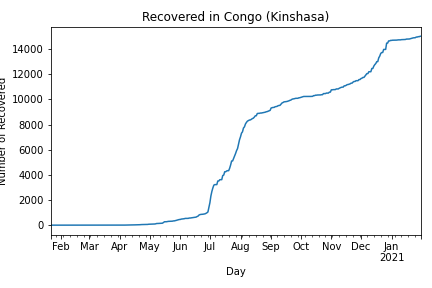 Recovered in Congo (Kinshasa)
Number of Recovered
14000
12000
10000
8000
6000
4000
2000
0
Feb Mar Apr May Jun Jul Aug Sep Oct Nov Dec Jan
2021
Day